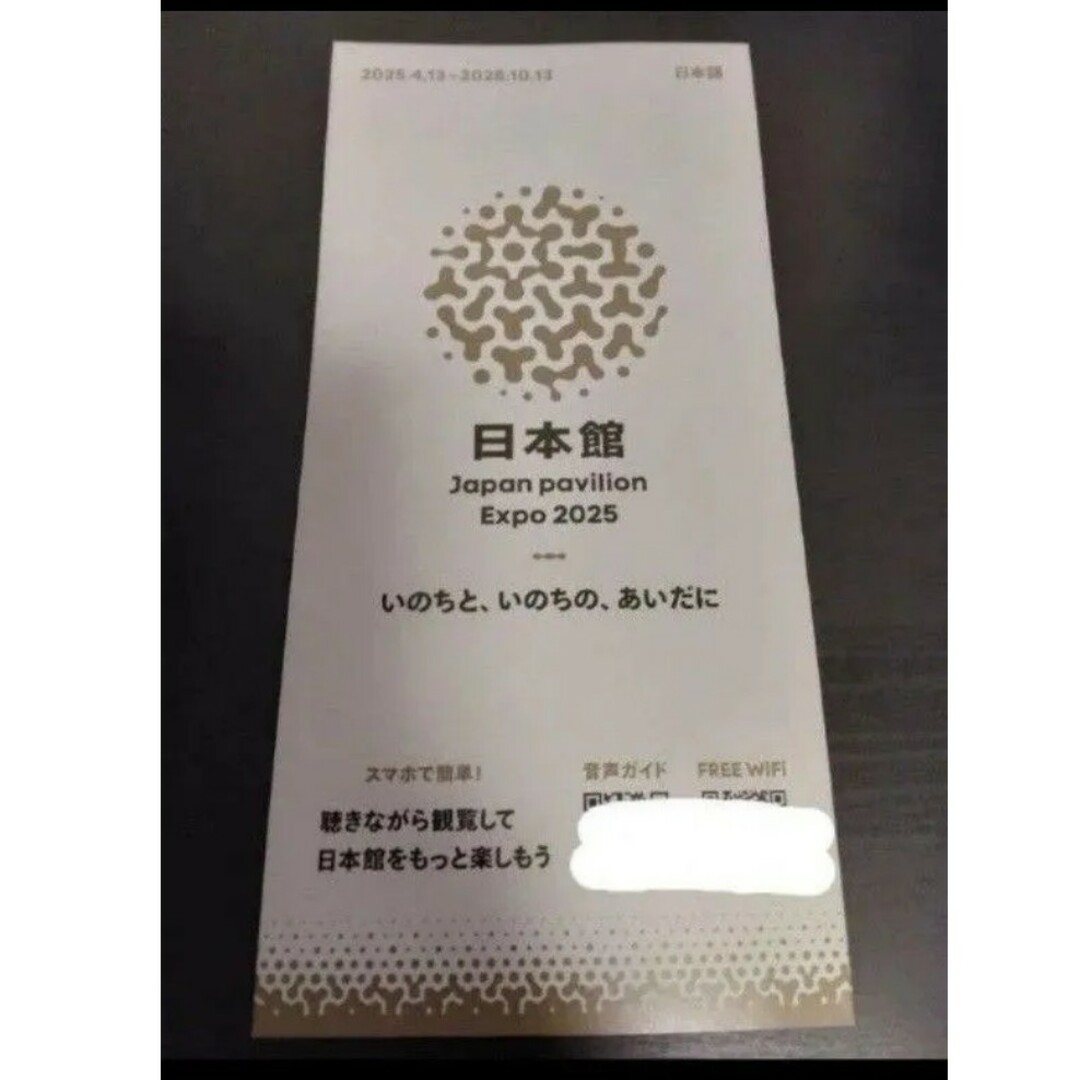 2025.4.13-2025.10.13
日本語
日本館
Japan pavilion
Expo 2025
いのちと、いのちの、あいだに
スマホで簡単!
聴きながら観覧して
日本館をもっと楽しもう
音声ガイド
FREE WiFi